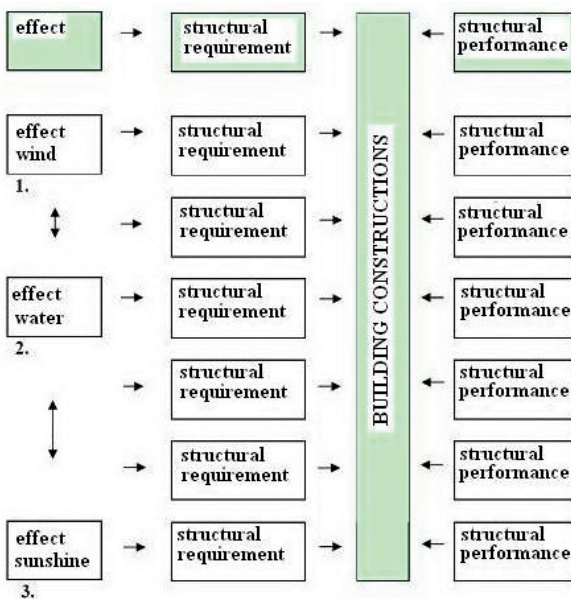 effect
structural
requirement
structural
performance
effect
wind
1.
structural
requirement
structural
performance
structural
requirement
structural
performance
effect
water
2.
structural
requirement
structural
performance
structural
requirement
structural
performance
structural
requirement
structural
performance
effect
sunshine
3.
structural
requirement
structural
performance
BUILDING CONSTRUCTIONS